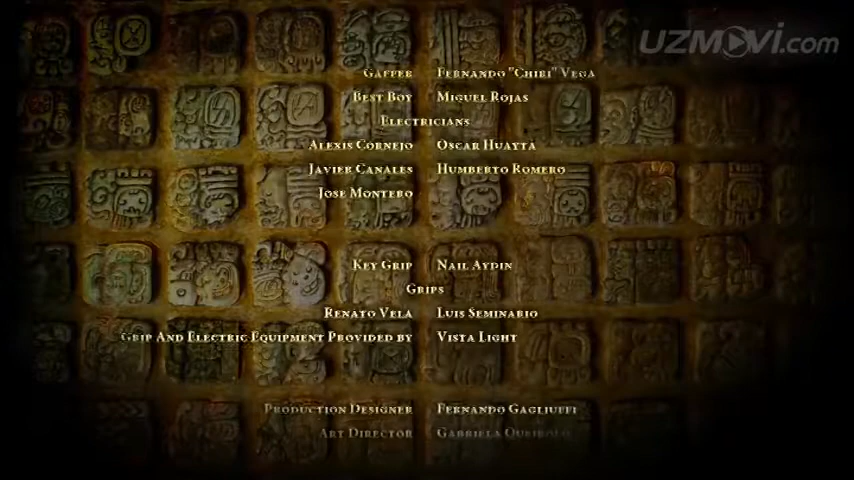 UZMOVi.com
GAFFER FERNANDO "CHIRI" VEGA
BEST BOY MIGUEL ROJAS
ELECTRICIANS
ALEXIS CORNEJO OSCAR HUAYTA
JAVIER CANALES HUMBERTO ROMERO
JOSE MONTERO
KEY GRIP NAIL AYDIN
GRIPS
RENATO VELA LUIS SEMINARIO
GRIP AND ELECTRIC EQUIPMENT PROVIDED BY VISTA LIGHT
PRODUCTION DESIGNER FERNANDO GAGLIUFFI
ART DIRECTOR GABRIELA